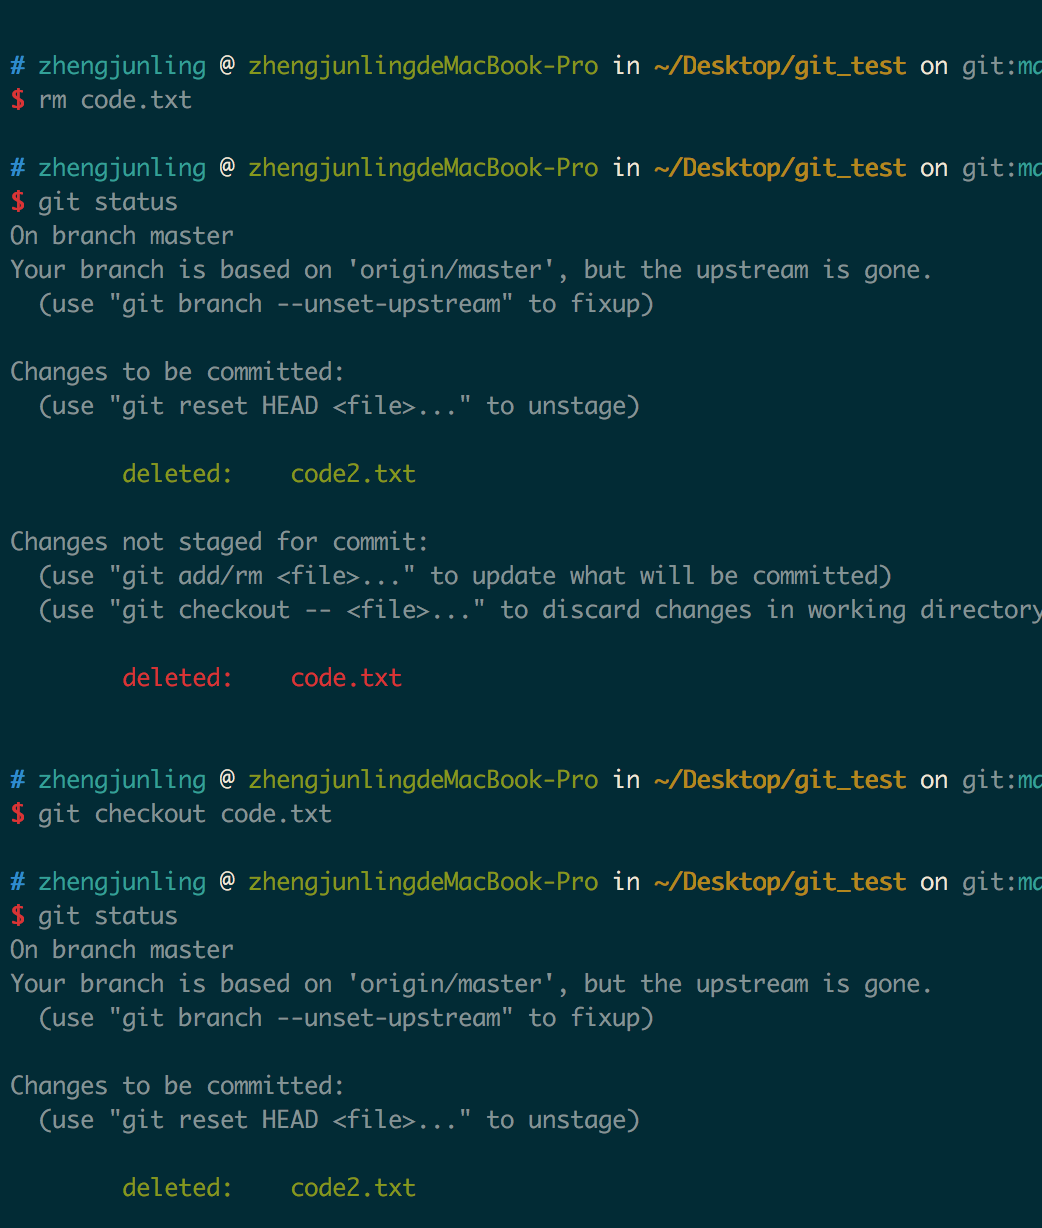 # zhengjunling @ zhengjunlingdeMacBook-Pro in ~/Desktop/git_test on git:ma
$ rm code.txt
# zhengjunling @ zhengjunlingdeMacBook-Pro in ~/Desktop/git_test on git:ma
$ git status
On branch master
Your branch is based on 'origin/master', but the upstream is gone.
  (use "git branch --unset-upstream" to fixup)
Changes to be committed:
  (use "git reset HEAD <file>..." to unstage)
        deleted:    code2.txt
Changes not staged for commit:
  (use "git add/rm <file>..." to update what will be committed)
  (use "git checkout -- <file>..." to discard changes in working directory
        deleted:    code.txt
# zhengjunling @ zhengjunlingdeMacBook-Pro in ~/Desktop/git_test on git:ma
$ git checkout code.txt
# zhengjunling @ zhengjunlingdeMacBook-Pro in ~/Desktop/git_test on git:ma
$ git status
On branch master
Your branch is based on 'origin/master', but the upstream is gone.
  (use "git branch --unset-upstream" to fixup)
Changes to be committed:
  (use "git reset HEAD <file>..." to unstage)
        deleted:    code2.txt